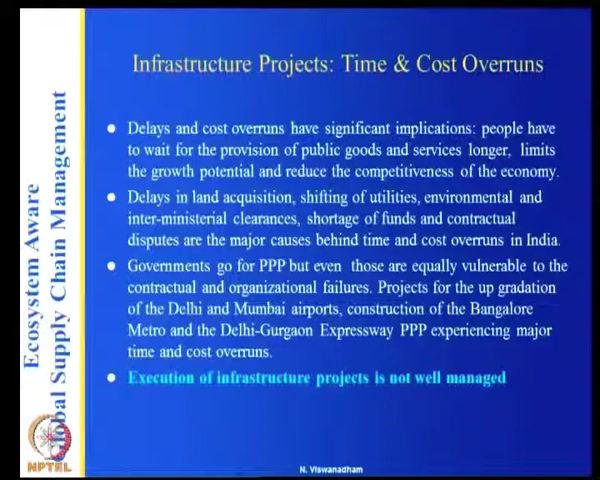 Infrastructure Projects: Time & Cost Overruns
Delays and cost overruns have significant implications: people have
to wait for the provision of public goods and services longer, limits
the growth potential and reduce the competitiveness of the economy.
Delays in land acquisition, shifting of utilities, environmental and
inter-ministerial clearances, shortage of funds and contractual
disputes are the major causes behind time and cost overruns in India.
Governments go for PPP but even those are equally vulnerable to the
contractual and organizational failures. Projects for the up gradation
of the Delhi and Mumbai airports, construction of the Bangalore
Metro and the Delhi-Gurgaon Expressway PPP experiencing major
time and cost overruns.
Execution of infrastructure projects is not well managed
Ecosystem Aware
Global Supply Chain Management
NPTEL
N. Viswanadham